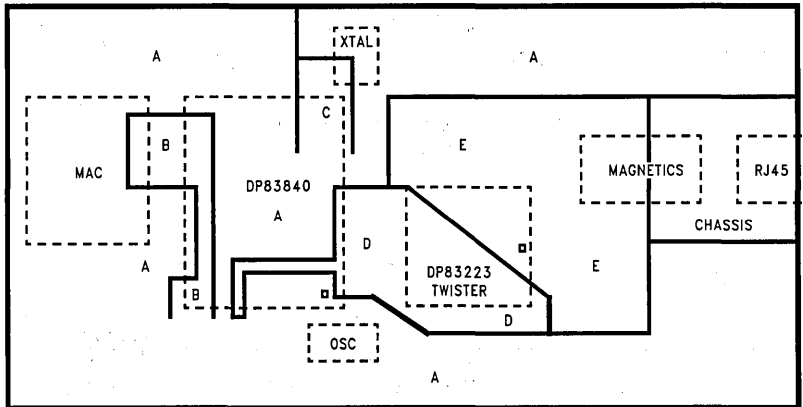 XTAL
A
A
C
B
E
MAC
MAGNETICS
RJ45
DP83840
A
CHASSIS
D
A
E
DP83223
TWISTER
B
D
OSC
A